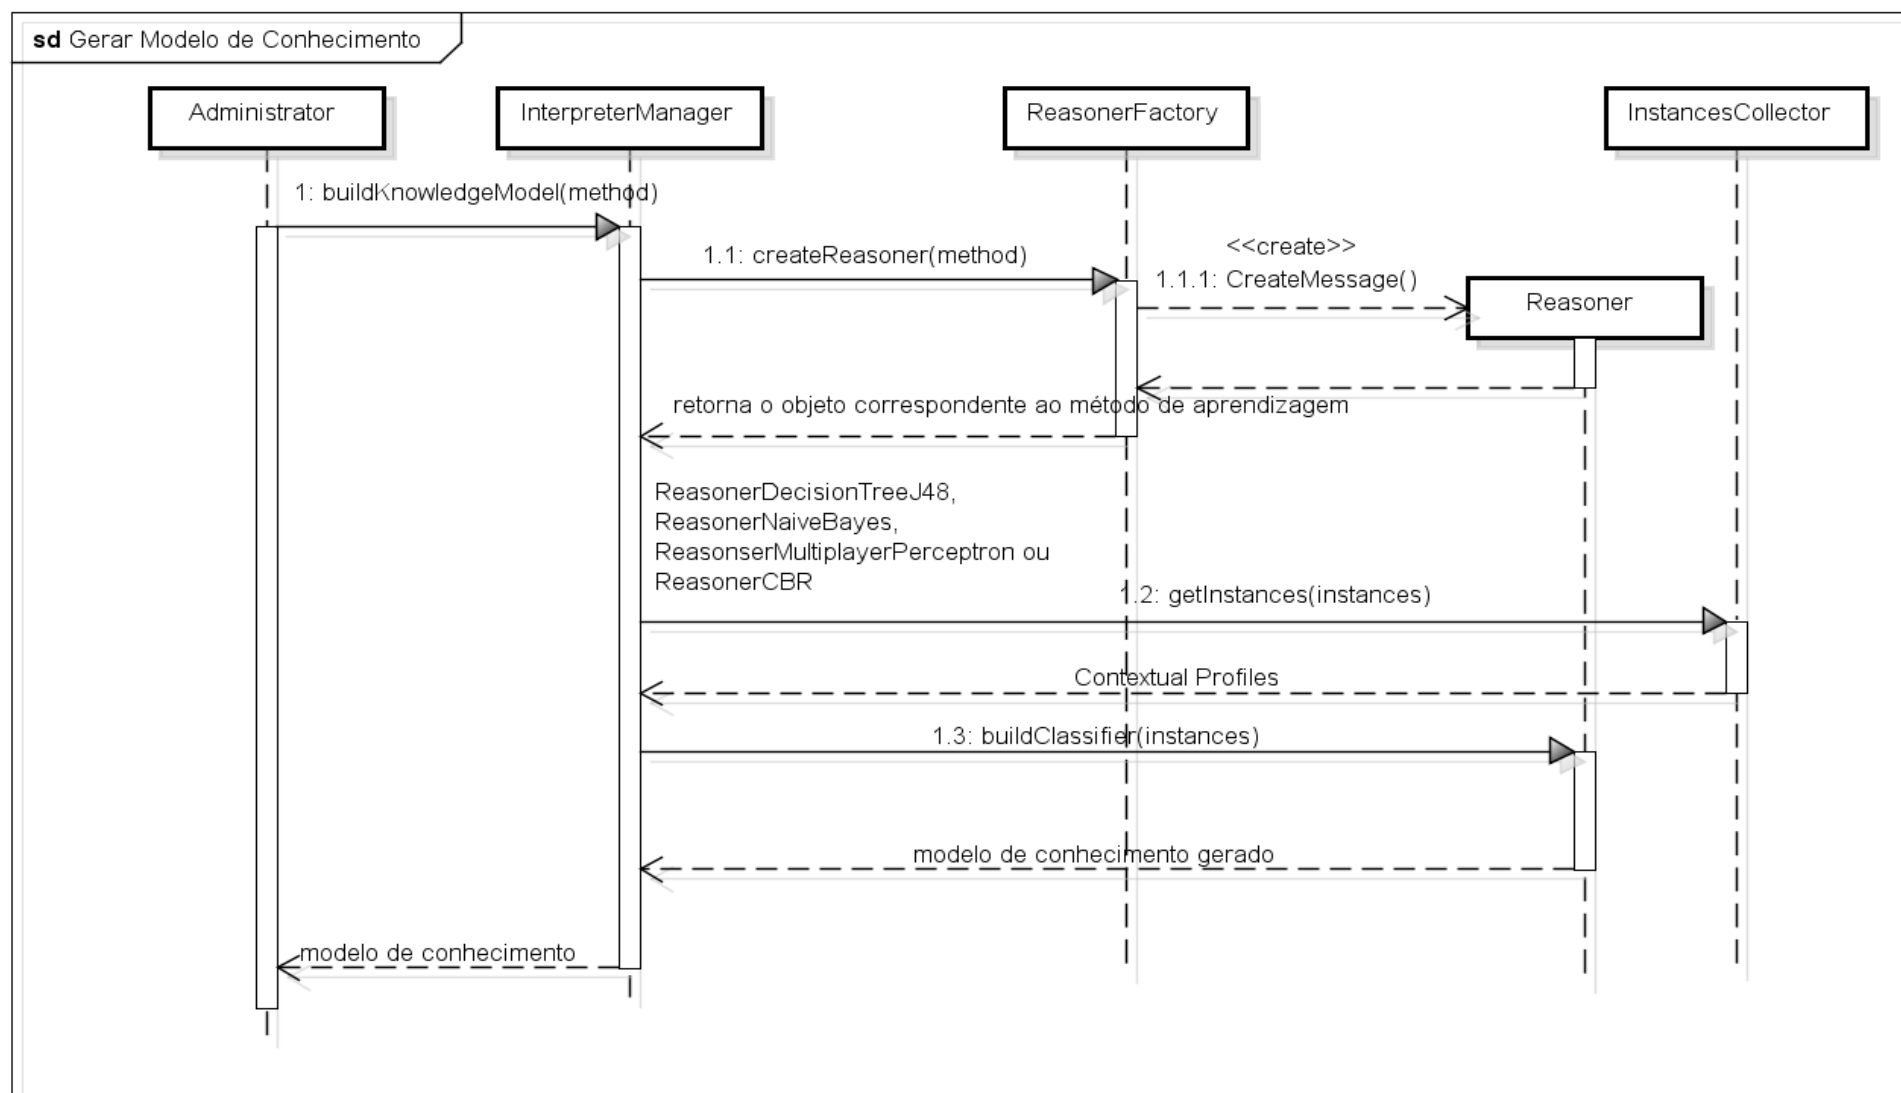 sd Gerar Modelo de Conhecimento
Administrator
InterpreterManager
ReasonerFactory
InstancesCollector
1: buildKnowledgeModel(method)
1.1: createReasoner(method)
<<create>>
1.1.1: CreateMessage()
Reasoner
retorna o objeto correspondente ao método de aprendizagem
ReasonerDecisionTreeJ48,
ReasonerNaiveBayes,
ReasonserMultiplayerPerceptron ou
ReasonerCBR
1.2: getInstances(instances)
Contextual Profiles
1.3: buildClassifier(instances)
modelo de conhecimento gerado
modelo de conhecimento